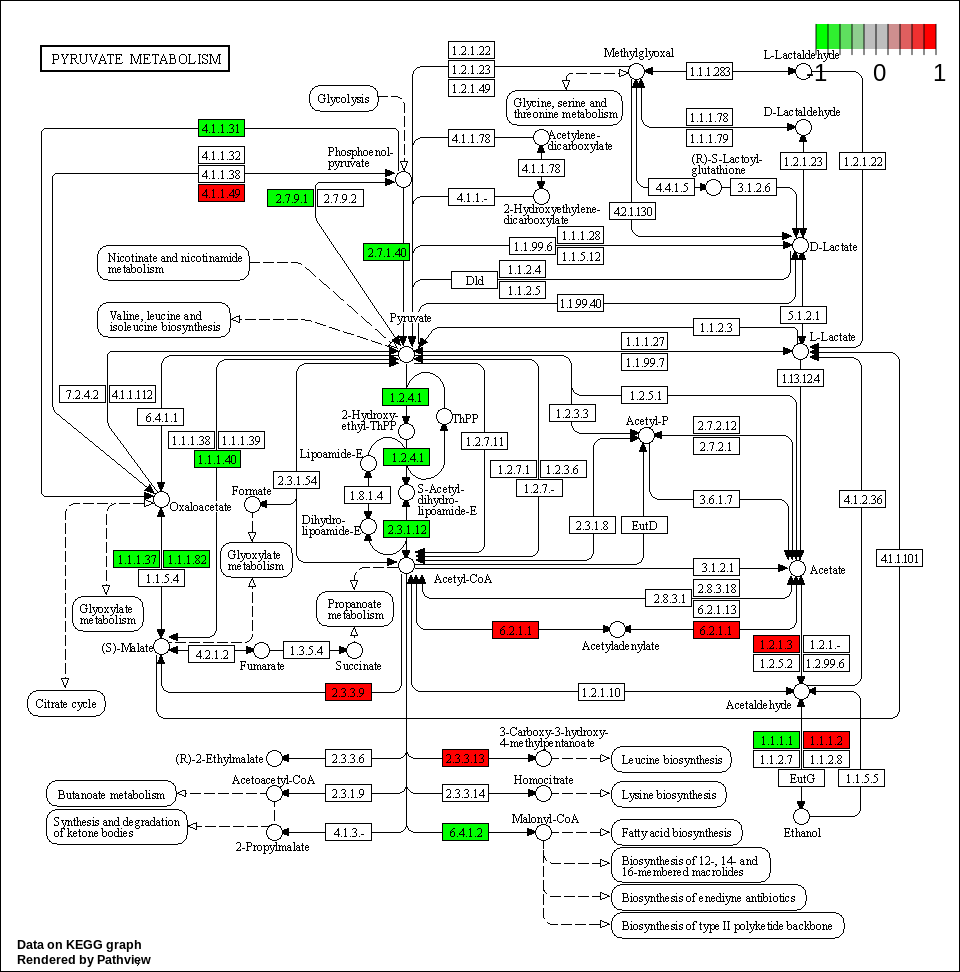 PYRUVATE METABOLISM
-1 0 1
1.2.1.22
1.2.1.23
1.2.1.49
Methylglyoxal
1.1.1.283
L-Lactaldehyde
Glycolysis
Glycine, serine and
threonine metabolism
1.1.1.78
1.1.1.79
D-Lactaldehyde
4.1.1.31
4.1.1.32
4.1.1.38
4.1.1.49
Phosphoenol-
pyruvate
4.1.1.78
Acetylene-
dicarboxylate
4.1.1.78
(R)-S-Lactoyl-
glutathione
1.2.1.23
1.2.1.22
4.4.1.5
3.1.2.6
2.7.9.1
2.7.9.2
4.1.1.-
2-Hydroxyethylene-
dicarboxylate
4.2.1.130
2.7.1.40
1.1.99.6
1.1.1.28
1.1.5.12
D-Lactate
Nicotinate and nicotinamide
metabolism
Dld
1.1.2.4
1.1.2.5
1.1.99.40
Valine, leucine and
isoleucine biosynthesis
Pyruvate
5.1.2.1
1.1.2.3
L-Lactate
1.1.1.27
1.1.99.7
1.13.12.4
7.2.4.2
4.1.1.112
6.4.1.1
1.2.4.1
1.2.5.1
2-Hydroxy-
ethyl-ThPP
ThPP
1.2.3.3
Acetyl-P
2.7.2.12
2.7.2.1
1.1.1.38
1.1.1.39
1.1.1.40
Lipoamide-E
1.2.4.1
1.2.7.11
1.2.7.1
1.2.3.6
1.2.7.-
2.3.1.54
1.8.1.4
S-Acetyl-
dihydro-
lipoamide-E
Formate
Oxaloacetate
3.6.1.7
4.1.2.36
Dihydro-
lipoamide-E
2.3.1.12
2.3.1.8
EutD
1.1.1.37
1.1.1.82
1.1.5.4
Glyoxylate
metabolism
4.1.1.101
Acetyl-CoA
3.1.2.1
Acetate
Glyoxylate
metabolism
Propanoate
metabolism
2.8.3.1
2.8.3.18
6.2.1.13
6.2.1.1
6.2.1.1
Acetyladenylate
(S)-Malate
4.2.1.2
Fumarate
1.3.5.4
Succinate
1.2.1.3
1.2.1.-
1.2.5.2
1.2.99.6
Citrate cycle
2.3.3.9
1.2.1.10
Acetaldehyde
(R)-2-Ethylmalate
2.3.3.6
2.3.3.13
3-Carboxy-3-hydroxy-
4-methylpentanoate
Leucine biosynthesis
1.1.1.1
1.1.1.2
1.1.2.7
1.1.2.8
EutG
1.1.5.5
Ethanol
Butanoate metabolism
Acetoacetyl-CoA
2.3.1.9
2.3.3.14
Homocitrate
Lysine biosynthesis
Synthesis and degradation
of ketone bodies
2-Propylmalate
4.1.3.-
6.4.1.2
Malonyl-CoA
Fatty acid biosynthesis
Biosynthesis of 12-, 14- and
16-membered macrolides
Biosynthesis of enediyne antibiotics
Biosynthesis of type II polyketide backbone
Data on KEGG graph
Rendered by Pathview